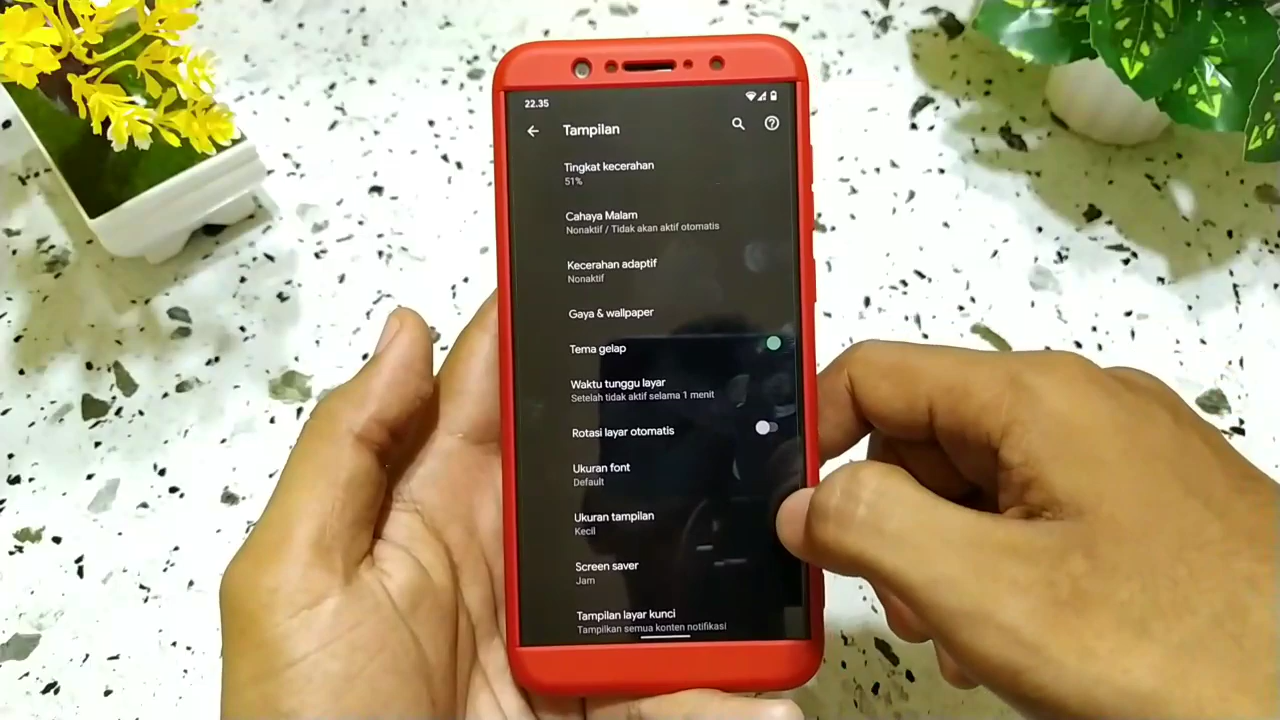 22.35
Tampilan
Tingkat kecerahan
51%
Cahaya Malam
Nonaktif / Tidak akan aktif otomatis
Kecerahan adaptif
Nonaktif
Gaya & wallpaper
Tema gelap
Waktu tunggu layar
Setelah tidak aktif selama 1 menit
Rotasi layar otomatis
Ukuran font
Default
Ukuran tampilan
Kecil
Screen saver
Jam
Tampilan layar kunci
Tampilkan semua konten notifikasi